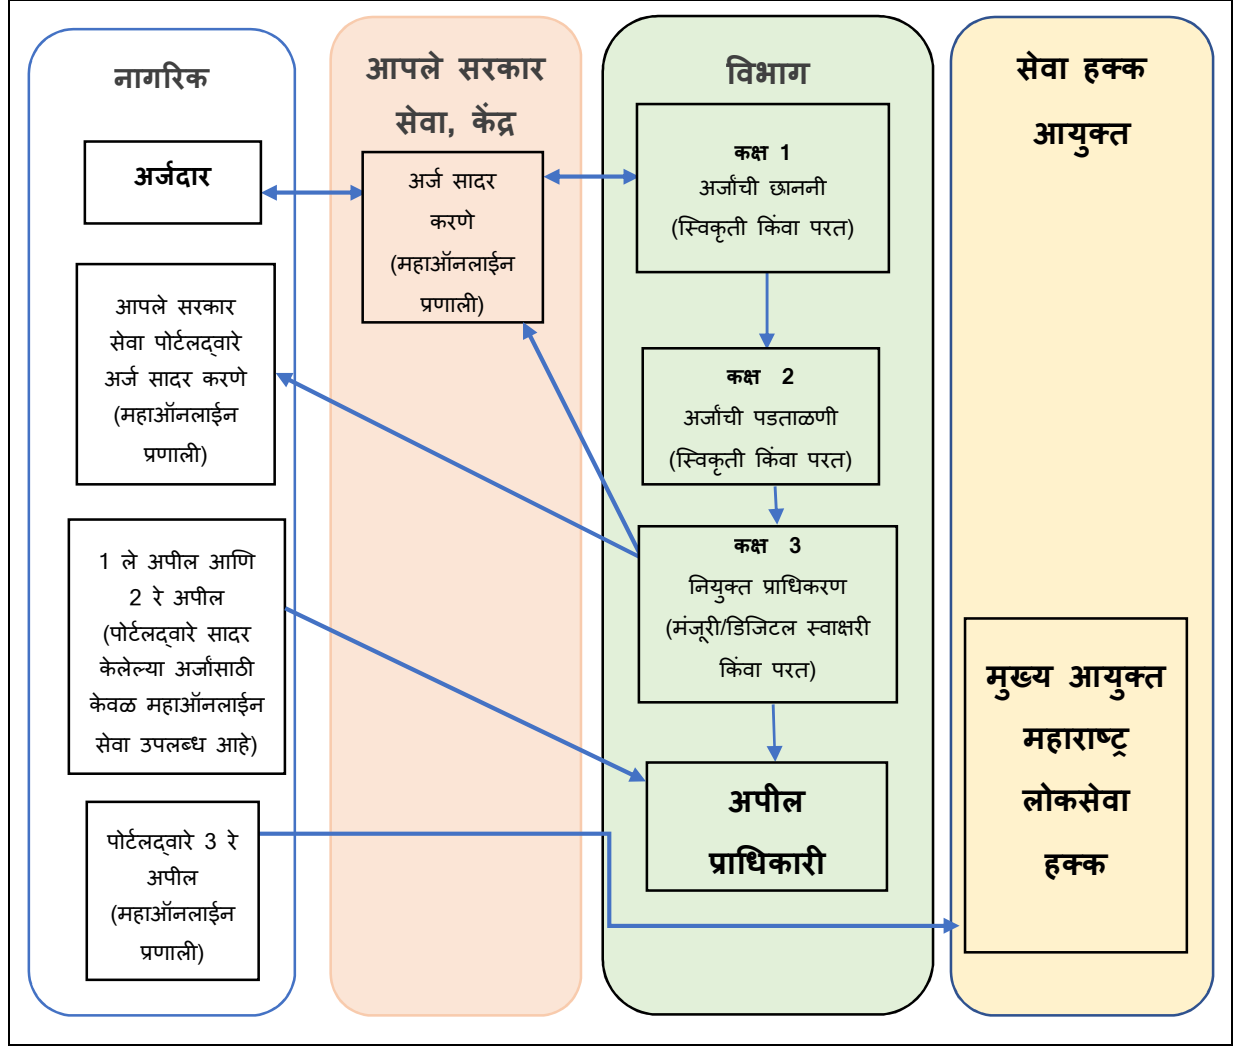 नागरिक
अर्जदार
आपले सरकार
सेवा पोर्टलद्वारे
अर्ज सादर करणे
(महाऑनलाईन
प्रणाली)
1 ले अपील आणि
2 रे अपील
(पोर्टलद्वारे सादर
केलेल्या अर्जांसाठी
केवळ महाऑनलाईन
सेवा उपलब्ध आहे)
पोर्टलद्वारे 3 रे
अपील
(महाऑनलाईन
प्रणाली)
आपले सरकार
सेवा, केंद्र
अर्ज सादर
करणे
(महाऑनलाईन
प्रणाली)
विभाग
कक्ष 1
अर्जांची छाननी
(स्विकृती किंवा परत)
कक्ष 2
अर्जांची पडताळणी
(स्विकृती किंवा परत)
कक्ष 3
नियुक्त प्राधिकरण
(मंजूरी/डिजिटल स्वाक्षरी
किंवा परत)
अपील
प्राधिकारी
सेवा हक्क
आयुक्त
मुख्य आयुक्त
महाराष्ट्र
लोकसेवा
हक्क